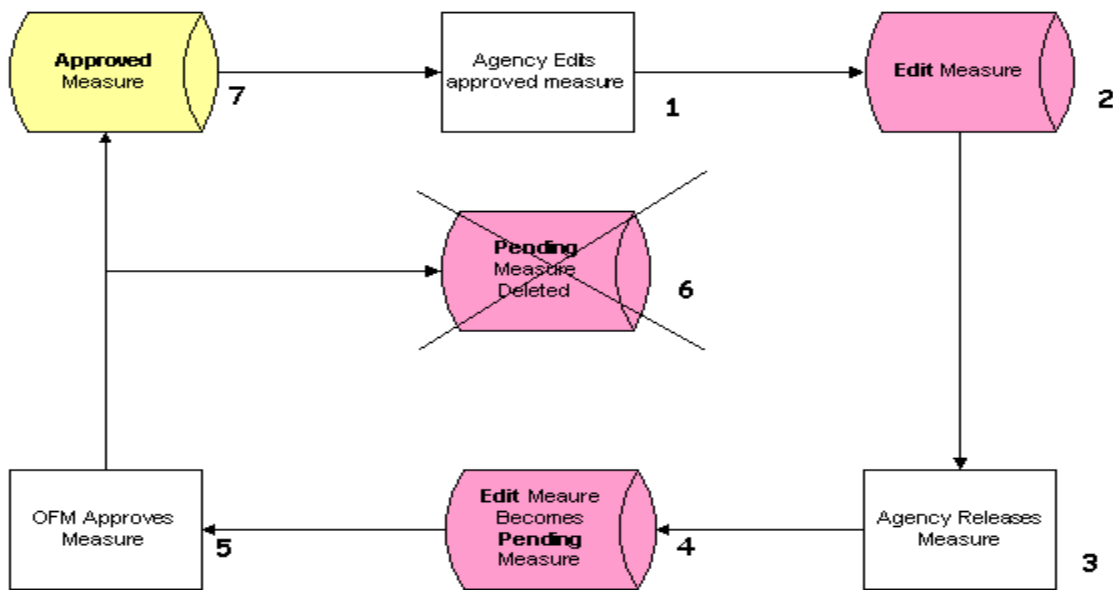 Approved
Measure
7
Agency Edits
approved measure
1
Edit Measure
2
Pending
Measure
Deleted
6
OFM Approves
Measure
5
Edit Meaure
Becomes
Pending
Measure
4
Agency Releases
Measure
3